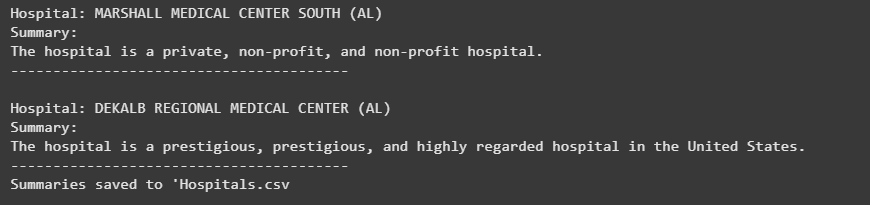 Hospital: MARSHALL MEDICAL CENTER SOUTH (AL)
Summary:
The hospital is a private, non-profit, and non-profit hospital.
----------------------------------------
Hospital: DEKALB REGIONAL MEDICAL CENTER (AL)
Summary:
The hospital is a prestigious, prestigious, and highly regarded hospital in the United States.
----------------------------------------
Summaries saved to 'Hospitals.csv